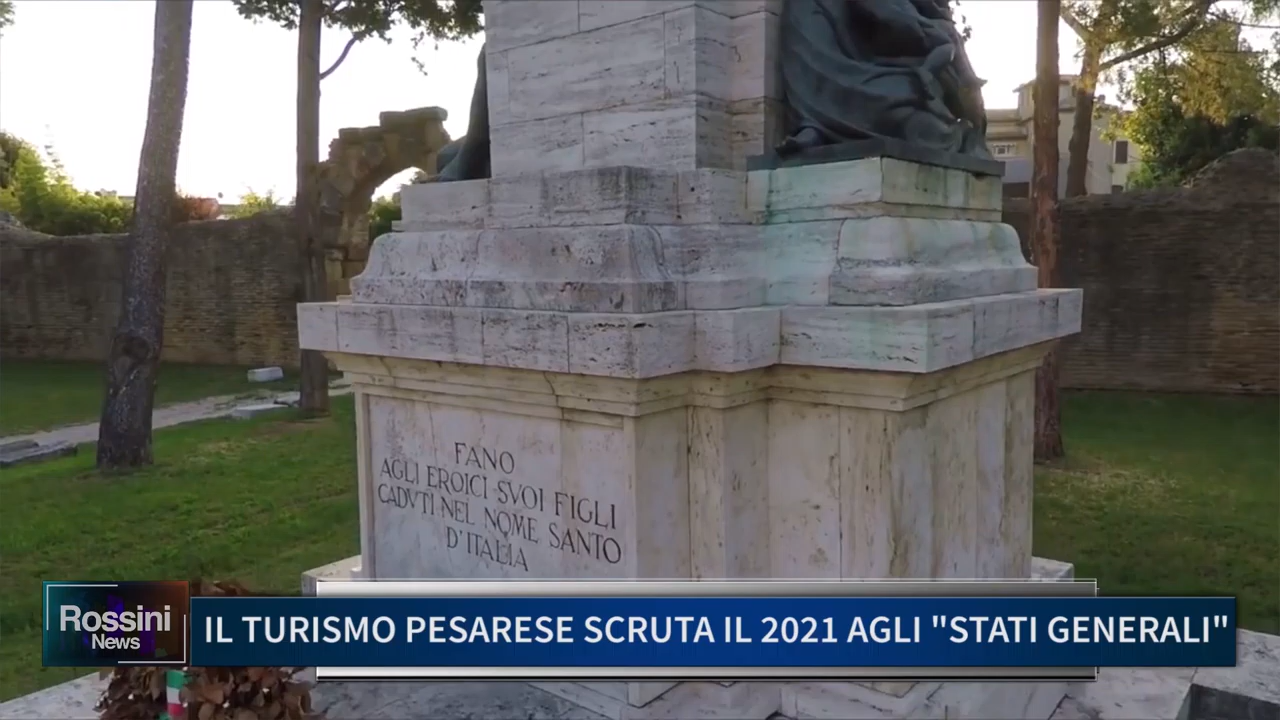 FANO
AGLI EROICI SVOI FIGLI
CADVTI NEL NOME SANTO
D'ITALIA
Rossini
News
IL TURISMO PESARESE SCRUTA IL 2021 AGLI "STATI GENERALI"